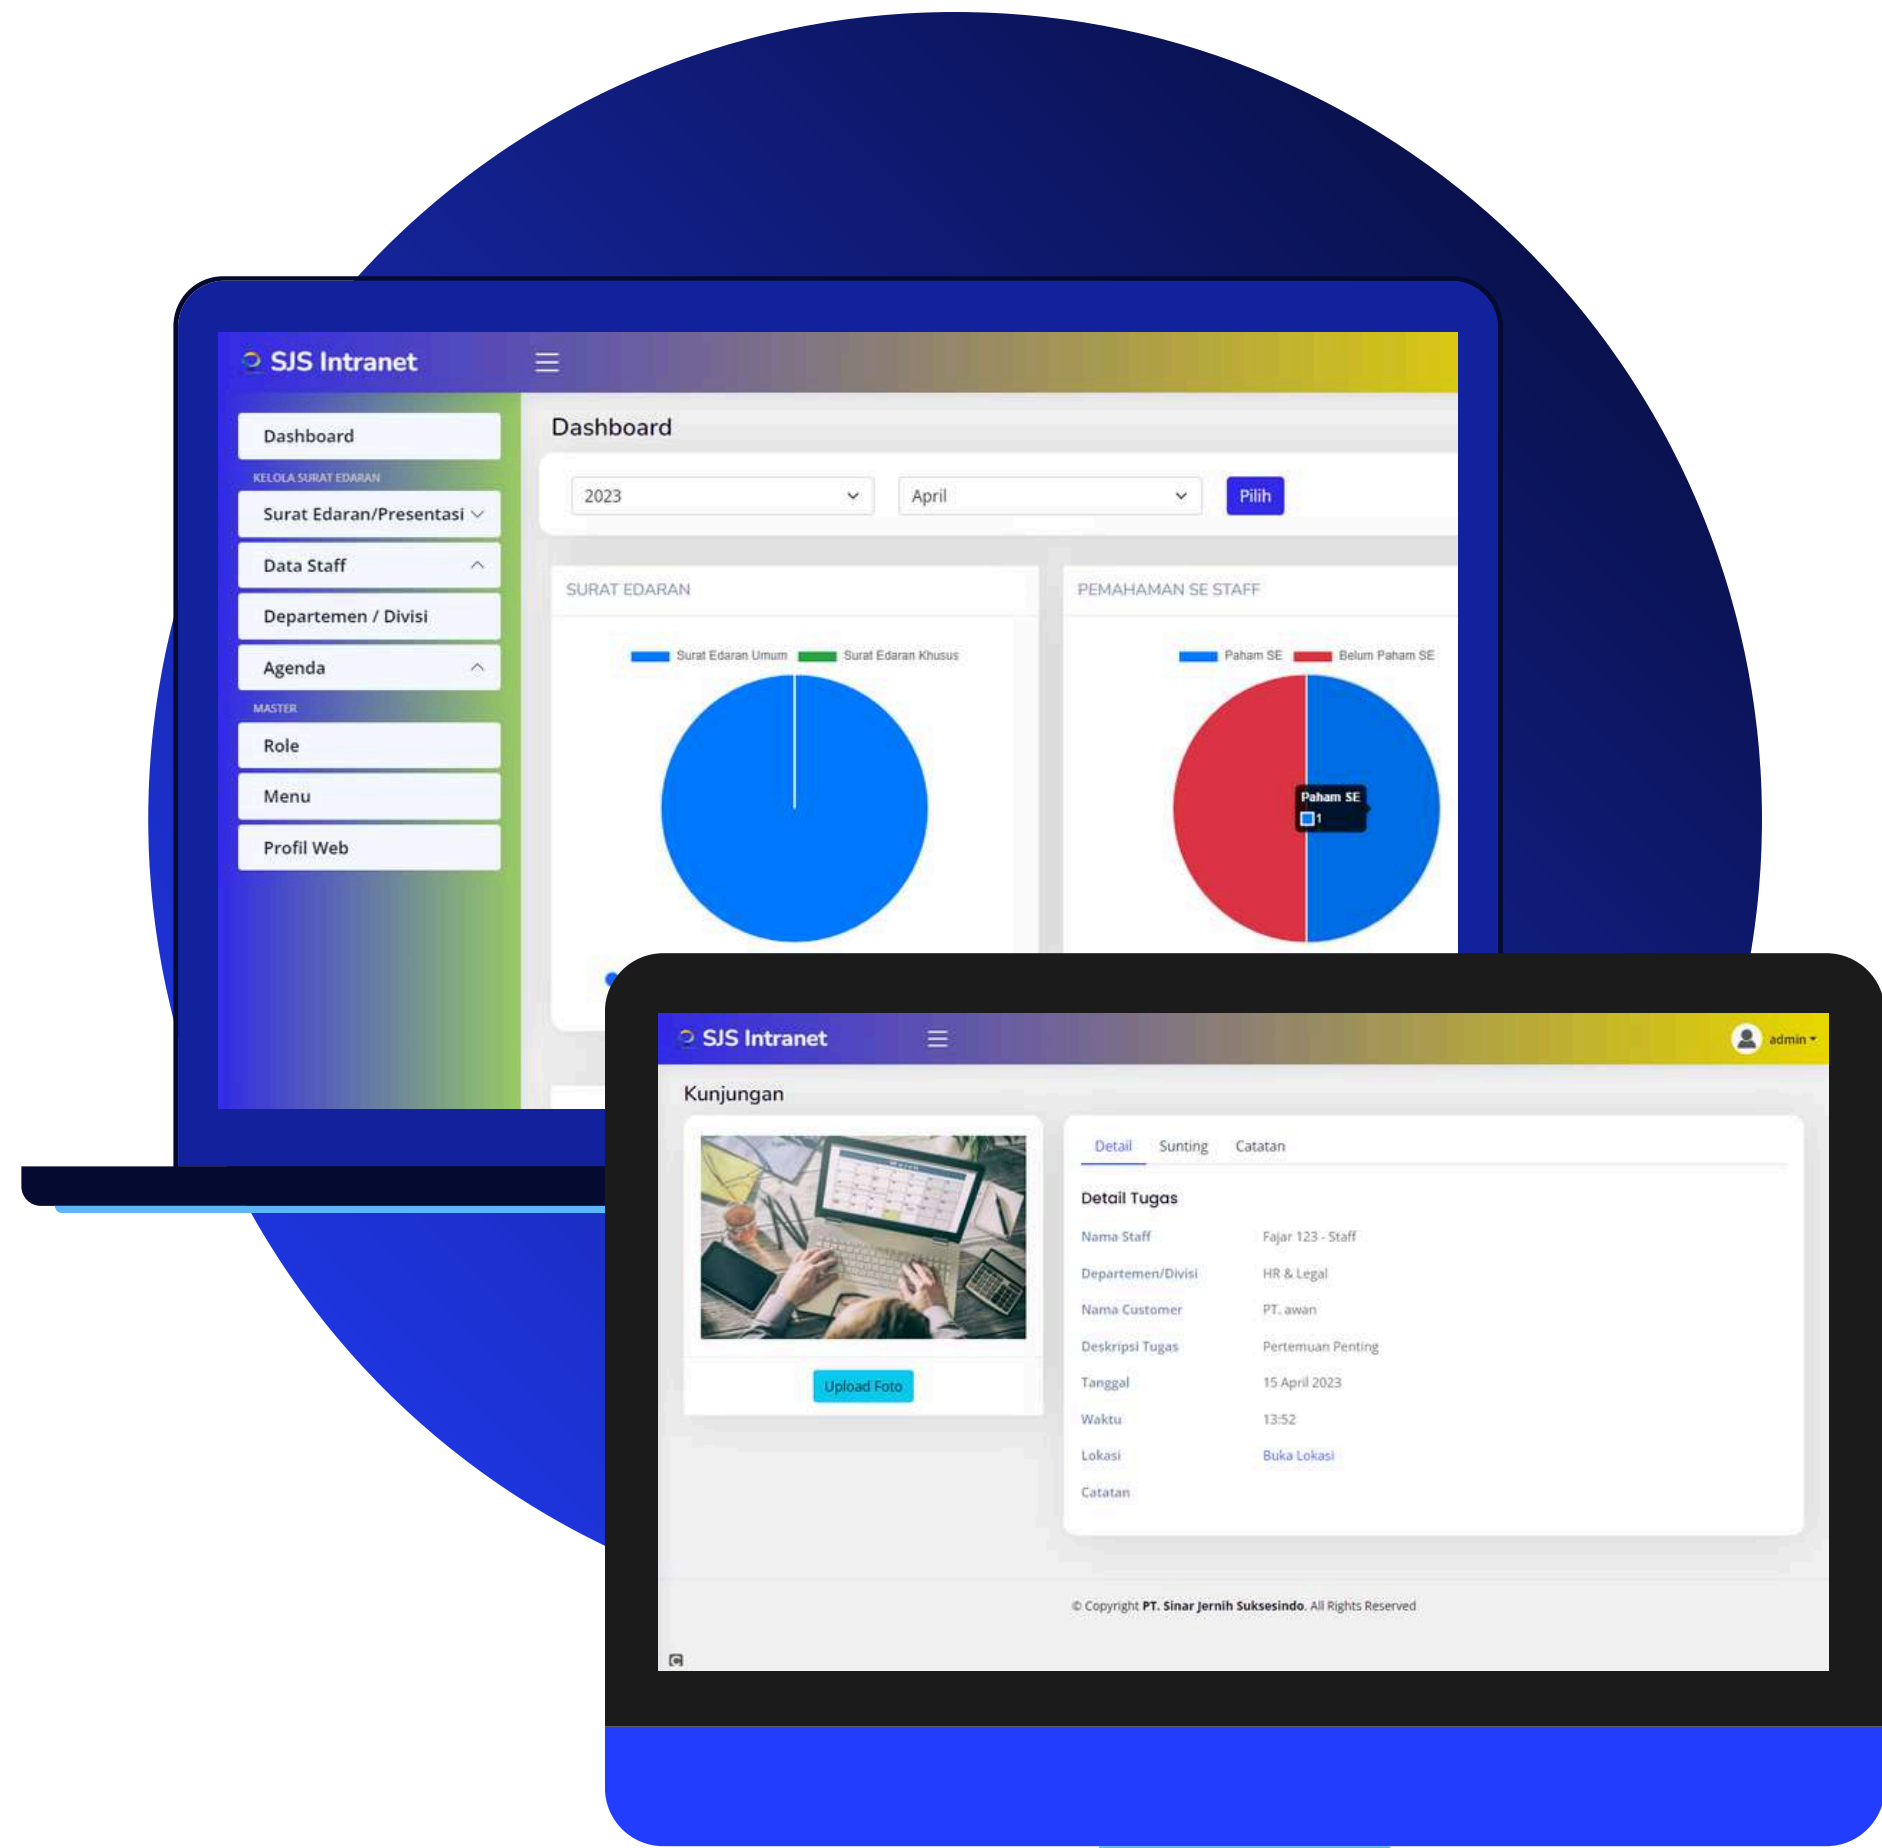 SJS Intranet
Dashboard
KELOLA SURAT EDARAN
Surat Edaran/Presentasi
Data Staff
Departemen / Divisi
Agenda
MASTER
Role
Menu
Profil Web
Dashboard
2023
April
Pilih
SURAT EDARAN
Surat Edaran Umum
Surat Edaran Khusus
PEMAHAMAN SE STAFF
Paham SE
Belum Paham SE
Paham SE
1
SJS Intranet
admin
Kunjungan
Upload Foto
Detail
Sunting
Catatan
Detail Tugas
Nama Staff
Fajar 123 - Staff
Departemen/Divisi
HR & Legal
Nama Customer
PT. awan
Deskripsi Tugas
Pertemuan Penting
Tanggal
15 April 2023
Waktu
13:52
Lokasi
Buka Lokasi
Catatan
© Copyright PT. Sinar Jernih Suksesindo. All Rights Reserved